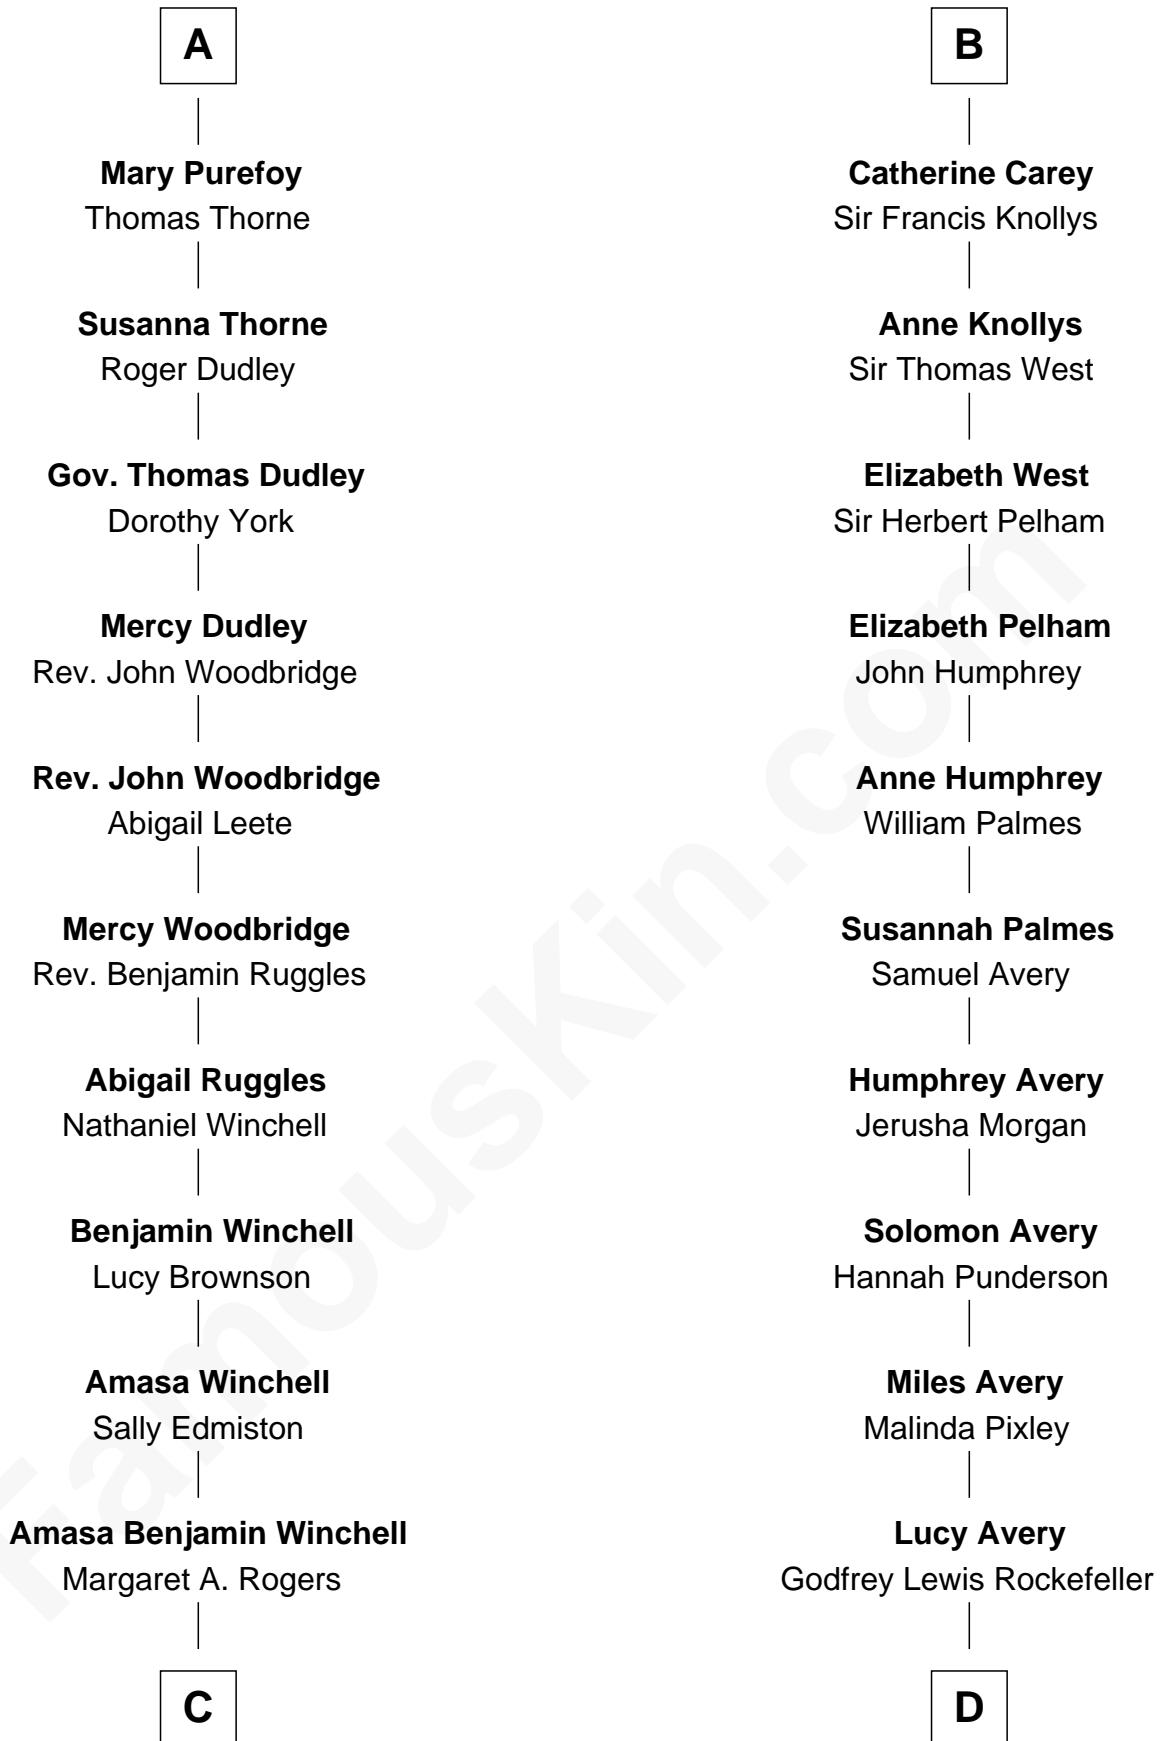 A
Mary Purefoy
Thomas Thorne
Susanna Thorne
Roger Dudley
Gov. Thomas Dudley
Dorothy York
Mercy Dudley
Rev. John Woodbridge
Rev. John Woodbridge
Abigail Leete
Mercy Woodbridge
Rev. Benjamin Ruggles
Abigail Ruggles
Nathaniel Winchell
Benjamin Winchell
Lucy Brownson
Amasa Winchell
Sally Edmiston
Amasa Benjamin Winchell
Margaret A. Rogers
C
B
Catherine Carey
Sir Francis Knollys
Anne Knollys
Sir Thomas West
Elizabeth West
Sir Herbert Pelham
Elizabeth Pelham
John Humphrey
Anne Humphrey
William Palmes
Susannah Palmes
Samuel Avery
Humphrey Avery
Jerusha Morgan
Solomon Avery
Hannah Punderson
Miles Avery
Malinda Pixley
Lucy Avery
Godfrey Lewis Rockefeller
D
FamousKin.com